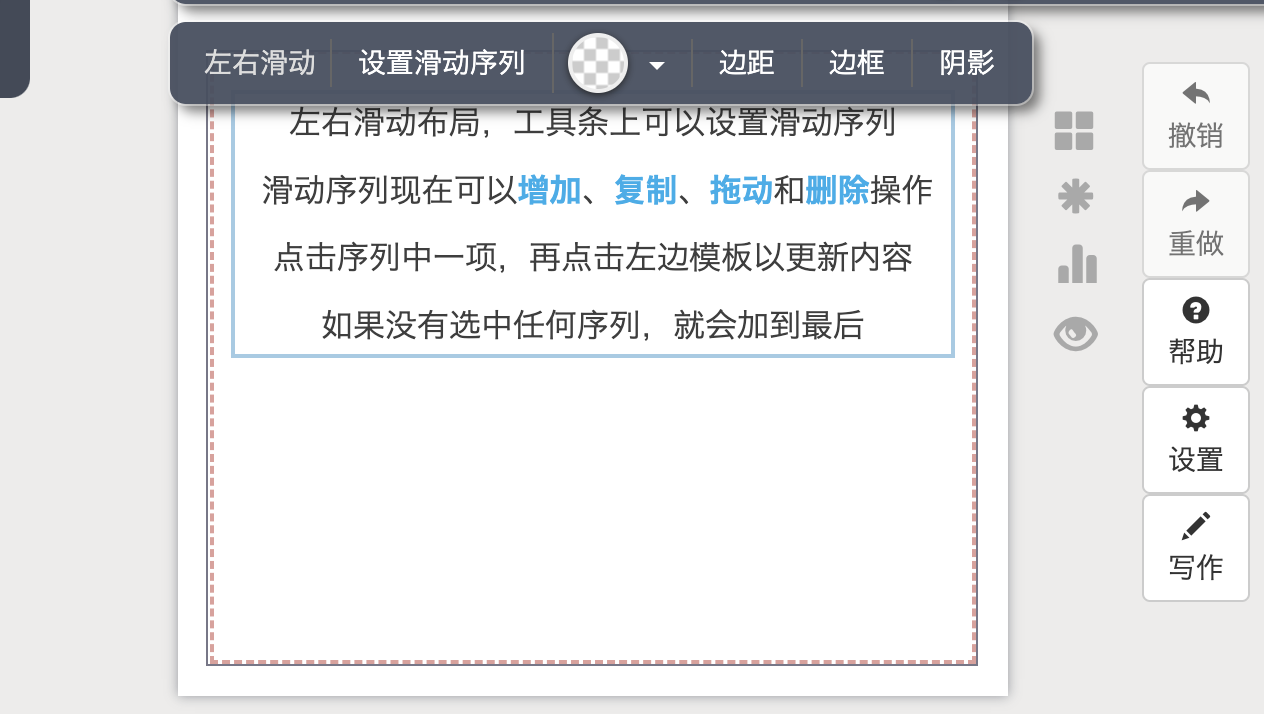 左右滑动 设置滑动序列 边距 边框 阴影
左右滑动布局，工具条上可以设置滑动序列
滑动序列现在可以增加、复制、拖动和删除操作
点击序列中一项，再点击左边模板以更新内容
如果没有选中任何序列，就会加到最后
撤销
重做
帮助
设置
写作